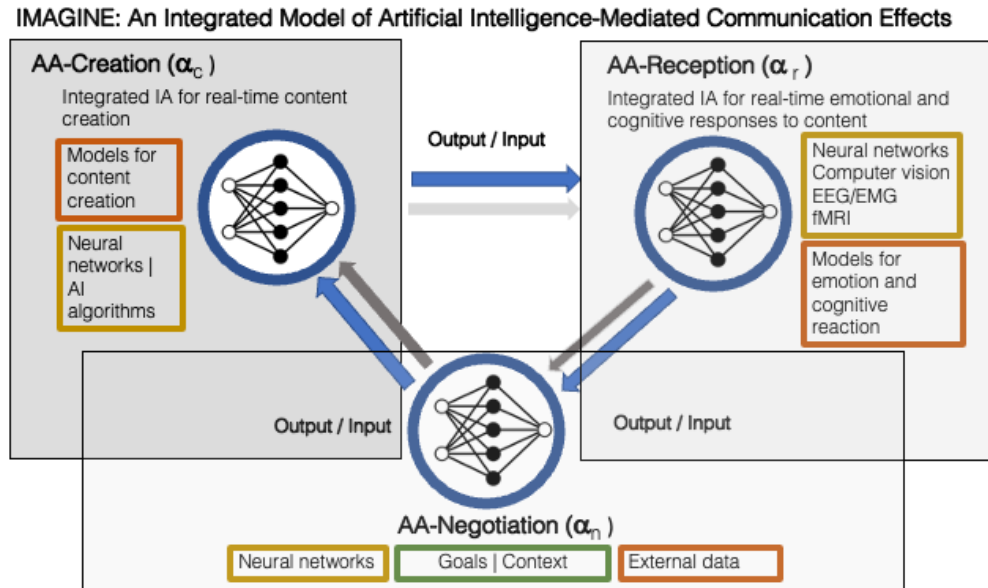 IMAGINE: An Integrated Model of Artificial Intelligence-Mediated Communication Effects
AA-Creation (α c )
Integrated IA for real-time content
creation
Models for
content
creation
Neural
networks |
AI
algorithms
Output / Input
AA-Reception (α r )
Integrated IA for real-time emotional and
cognitive responses to content
Neural networks
Computer vision
EEG/EMG
fMRI
Models for
emotion and
cognitive
reaction
Output / Input
Output / Input
AA-Negotiation (α n )
Neural networks
Goals | Context
External data